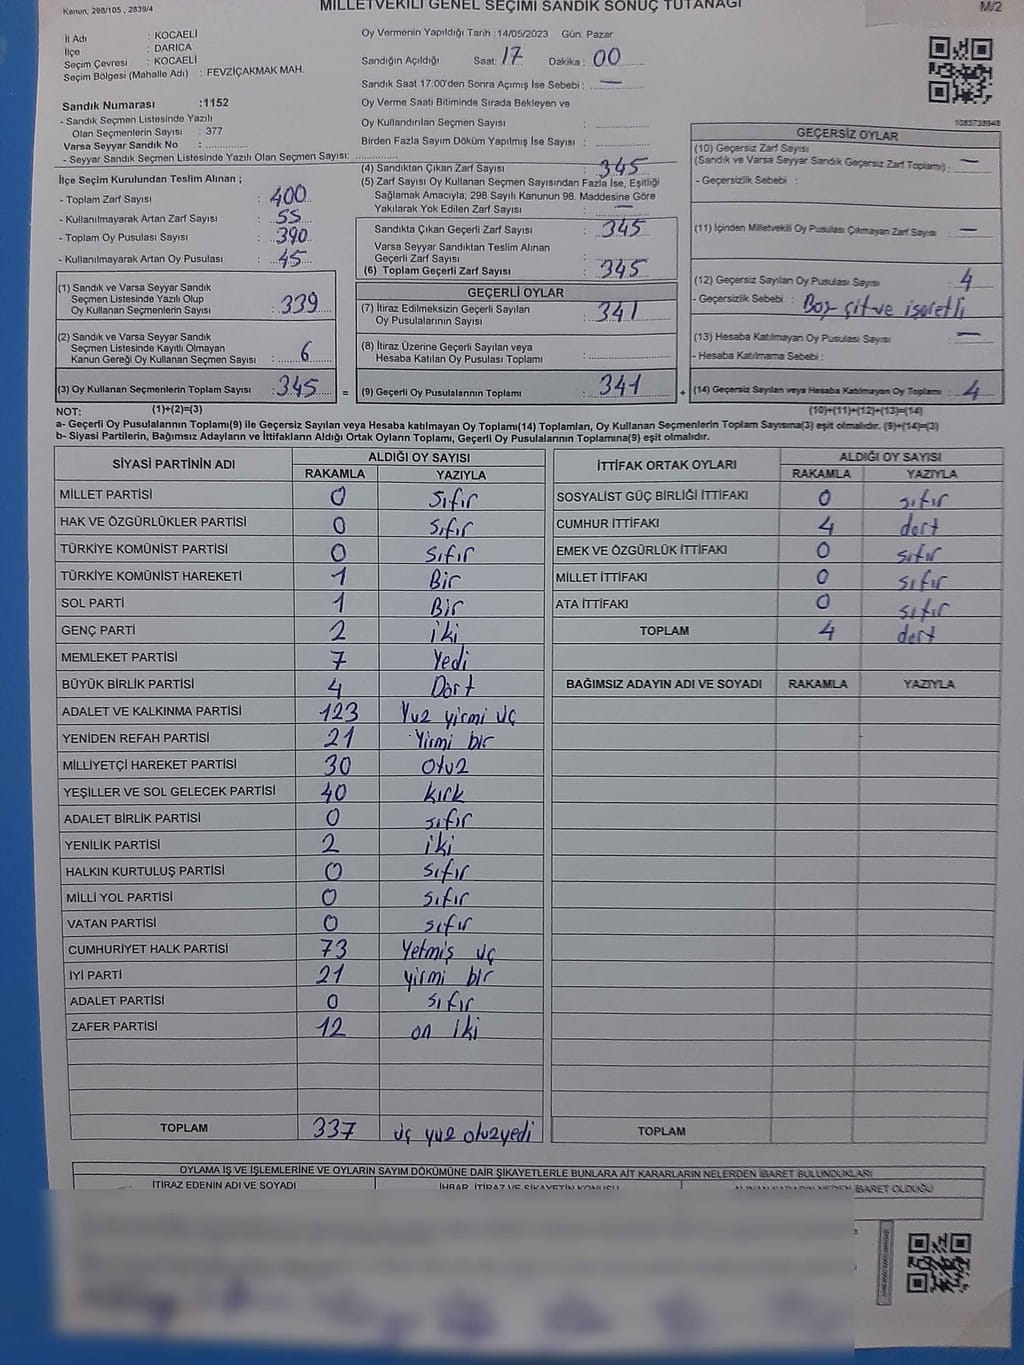 MİLLETVEKİLİ GENEL SEÇİMİ SANDIK SONUÇ TUTANAĞI
Kanun, 298/105 , 2839/4
M/2
İl Adı : KOCAELİ
İlçe : DARICA
Seçim Çevresi : KOCAELİ
Seçim Bölgesi (Mahalle Adı) : FEVZİÇAKMAK MAH.
Sandık Numarası :1152
- Sandık Seçmen Listesinde Yazılı
Olan Seçmenlerin Sayısı : 377
Varsa Seyyar Sandık No :
- Seyyar Sandık Seçmen Listesinde Yazılı Olan Seçmen Sayısı:
İlçe Seçim Kurulundan Teslim Alınan ;
- Toplam Zarf Sayısı : 400
- Kullanılmayarak Artan Zarf Sayısı : 55
- Toplam Oy Pusulası Sayısı : 390
- Kullanılmayarak Artan Oy Pusulası : 45
(1) Sandık ve Varsa Seyyar Sandık
Seçmen Listesinde Yazılı Olup
Oy Kullanan Seçmenlerin Sayısı : 339
(2) Sandık ve Varsa Seyyar Sandık
Seçmen Listesinde Kayıtlı Olmayan
Kanun Gereği Oy Kullanan Seçmen Sayısı : 6
(3) Oy Kullanan Seçmenlerin Toplam Sayısı : 345 =
Oy Vermenin Yapıldığı Tarih :14/05/2023 Gün: Pazar
Sandığın Açıldığı Saat: 17 Dakika : 00
Sandık Saat 17:00'den Sonra Açımış İse Sebebi : —
Oy Verme Saati Bitiminde Sırada Bekleyen ve
Oy Kullandırılan Seçmen Sayısı :
Birden Fazla Sayım Döküm Yapılmış İse Sayısı :
(4) Sandıktan Çıkan Zarf Sayısı : 345
(5) Zarf Sayısı Oy Kullanan Seçmen Sayısından Fazla İse, Eşitliği
Sağlamak Amacıyla; 298 Sayılı Kanunun 98. Maddesine Göre
Yakılarak Yok Edilen Zarf Sayısı : —
Sandıkta Çıkan Geçerli Zarf Sayısı : 345
Varsa Seyyar Sandıktan Teslim Alınan
Geçerli Zarf Sayısı :
(6) Toplam Geçerli Zarf Sayısı : 345
GEÇERLİ OYLAR
(7) İtiraz Edilmeksizin Geçerli Sayılan
Oy Pusulalarının Sayısı : 341
(8) İtiraz Üzerine Geçerli Sayılan veya
Hesaba Katılan Oy Pusulası Toplamı :
(9) Geçerli Oy Pusulalarının Toplamı : 341 +
GEÇERSİZ OYLAR
(10) Geçersiz Zarf Sayısı
(Sandık ve Varsa Seyyar Sandık Geçersiz Zarf Toplamı) : —
- Geçersizlik Sebebi :
(11) İçinden Milletvekili Oy Pusulası Çıkmayan Zarf Sayısı : —
(12) Geçersiz Sayılan Oy Pusulası Sayısı : 4
- Geçersizlik Sebebi : Boş çift ve işaretli
(13) Hesaba Katılmayan Oy Pusulası Sayısı : —
- Hesaba Katılmama Sebebi :
(14) Geçersiz Sayılan veya Hesaba Katılmayan Oy Toplamı : 4
NOT: (1)+(2)=(3) (10)+(11)+(12)+(13)=(14)
a- Geçerli Oy Pusulalarının Toplamı(9) ile Geçersiz Sayılan veya Hesaba katılmayan Oy Toplamı(14) Toplamları, Oy Kullanan Seçmenlerin Toplam Sayısına(3) eşit olmalıdır. (9)+(14)=(3)
b- Siyasi Partilerin, Bağımsız Adayların ve İttifakların Aldığı Ortak Oyların Toplamı, Geçerli Oy Pusulalarının Toplamına(9) eşit olmalıdır.
SİYASİ PARTİNİN ADI ALDIĞI OY SAYISI
RAKAMLA YAZIYLA
MİLLET PARTİSİ 0 sıfır
HAK VE ÖZGÜRLÜKLER PARTİSİ 0 sıfır
TÜRKİYE KOMÜNİST PARTİSİ 0 sıfır
TÜRKİYE KOMÜNİST HAREKETİ 1 Bir
SOL PARTİ 1 Bir
GENÇ PARTİ 2 iki
MEMLEKET PARTİSİ 7 Yedi
BÜYÜK BİRLİK PARTİSİ 4 Dört
ADALET VE KALKINMA PARTİSİ 123 Yüz yirmi üç
YENİDEN REFAH PARTİSİ 21 Yirmi bir
MİLLİYETÇİ HAREKET PARTİSİ 30 otuz
YEŞİLLER VE SOL GELECEK PARTİSİ 40 kırk
ADALET BİRLİK PARTİSİ 0 sıfır
YENİLİK PARTİSİ 2 iki
HALKIN KURTULUŞ PARTİSİ 0 sıfır
MİLLİ YOL PARTİSİ 0 sıfır
VATAN PARTİSİ 0 sıfır
CUMHURİYET HALK PARTİSİ 73 Yetmiş üç
İYİ PARTİ 21 yirmi bir
ADALET PARTİSİ 0 sıfır
ZAFER PARTİSİ 12 on iki
TOPLAM 337 üç yüz otuzyedi
İTTİFAK ORTAK OYLARI ALDIĞI OY SAYISI
RAKAMLA YAZIYLA
SOSYALİST GÜÇ BİRLİĞİ İTTİFAKI 0 sıfır
CUMHUR İTTİFAKI 4 dört
EMEK VE ÖZGÜRLÜK İTTİFAKI 0 sıfır
MİLLET İTTİFAKI 0 sıfır
ATA İTTİFAKI 0 sıfır
TOPLAM 4 dört
BAĞIMSIZ ADAYIN ADI VE SOYADI RAKAMLA YAZIYLA
TOPLAM
OYLAMA İŞ VE İŞLEMLERİNE VE OYLARIN SAYIM DÖKÜMÜNE DAİR ŞİKAYETLERLE BUNLARA AİT KARARLARIN NELERDEN İBARET BULUNDUKLARI
İTİRAZ EDENİN ADI VE SOYADI İHBAR, İTİRAZ VE ŞİKAYETİN KONUSU İBARET OLDUĞU